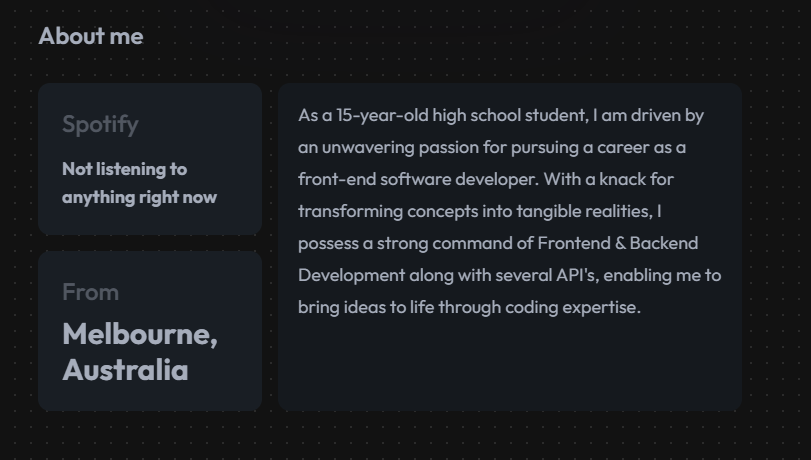 About me
Spotify
Not listening to
anything right now
From
Melbourne,
Australia
As a 15-year-old high school student, I am driven by
an unwavering passion for pursuing a career as a
front-end software developer. With a knack for
transforming concepts into tangible realities, I
possess a strong command of Frontend & Backend
Development along with several API's, enabling me to
bring ideas to life through coding expertise.